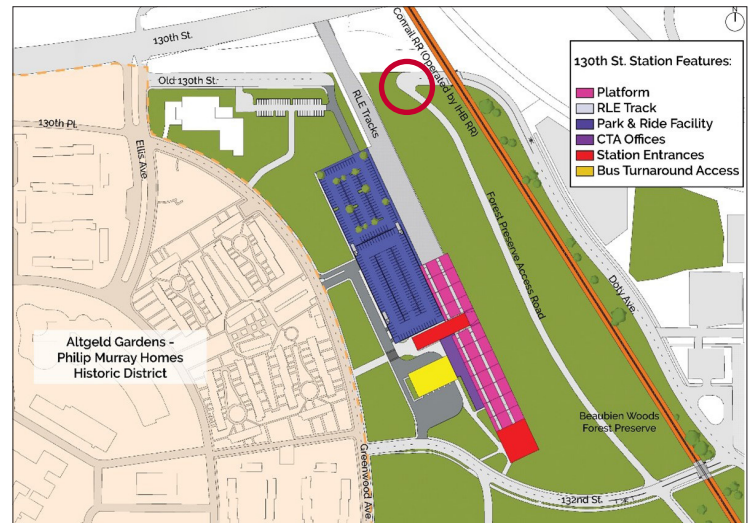 N
130th St.
Conrail RR (Operated by IHB RR)
130th St. Station Features:
Platform
RLE Track
Park & Ride Facility
CTA Offices
Station Entrances
Bus Turnaround Access
Old 130th St.
RLE Tracks
130th Pl.
Ellis Ave.
Forest Preserve Access Road
Doty Ave.
Altgeld Gardens -
Philip Murray Homes
Historic District
Beaubien Woods
Forest Preserve
Greenwood Ave
132nd St.